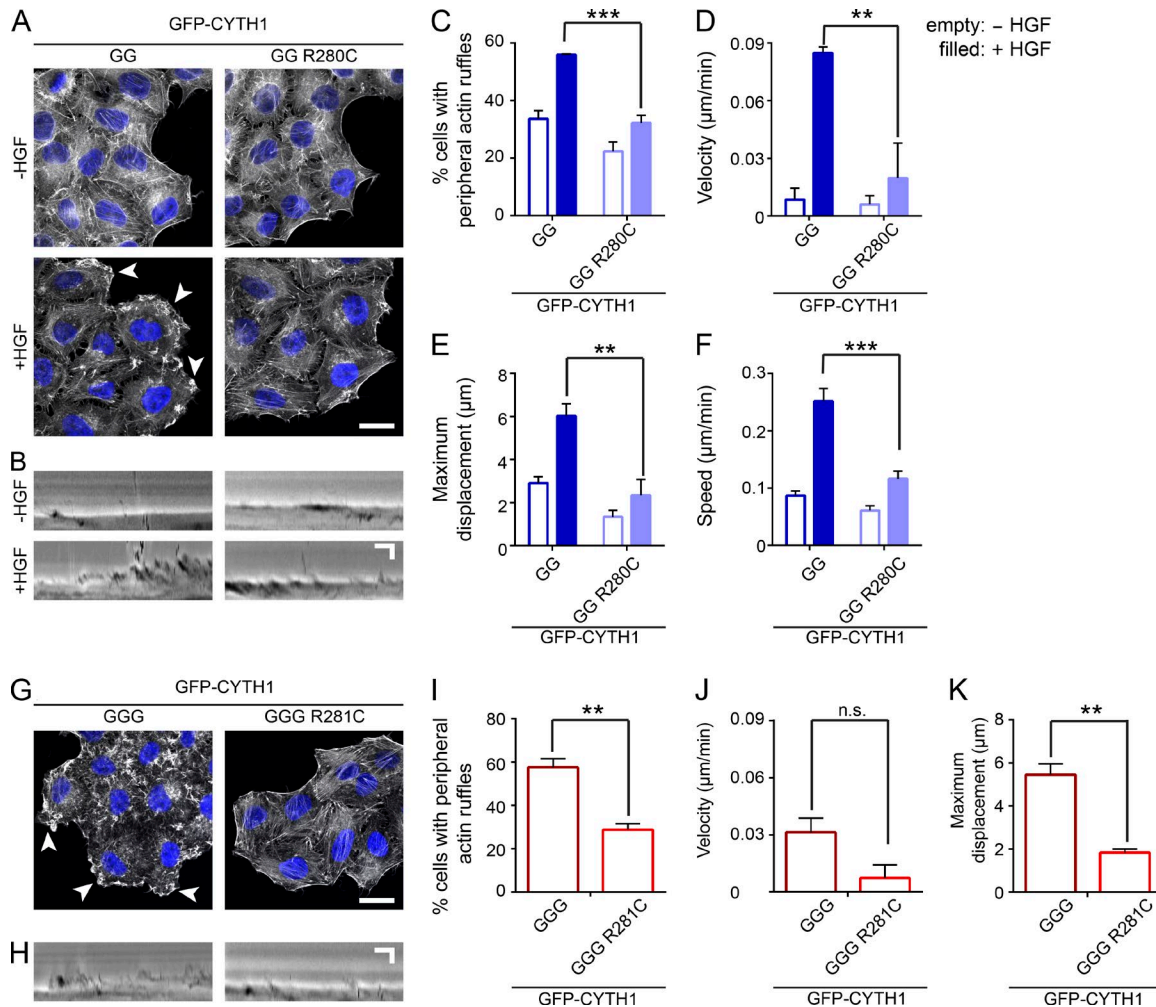 A
GFP-CYTH1
GG
GG R280C
-HGF
+HGF
B
-HGF
+HGF
C
% cells with
peripheral actin ruffles
60
40
20
0
***
GG
GG R280C
GFP-CYTH1
D
Velocity (µm/min)
0.09
0.06
0.03
0
**
GG
GG R280C
GFP-CYTH1
empty: – HGF
filled: + HGF
E
Maximum
displacement (µm)
8
6
4
2
0
**
GG
GG R280C
GFP-CYTH1
F
Speed (µm/min)
0.3
0.2
0.1
0
***
GG
GG R280C
GFP-CYTH1
G
GFP-CYTH1
GGG
GGG R281C
H
I
% cells with peripheral
actin ruffles
80
60
40
20
60
**
GGG
GGG R281C
GFP-CYTH1
J
Velocity (µm/min)
0.09
0.06
0.03
0
n.s.
GGG
GGG R281C
GFP-CYTH1
K
Maximum
displacement (µm)
8
6
4
2
0
**
GGG
GGG R281C
GFP-CYTH1